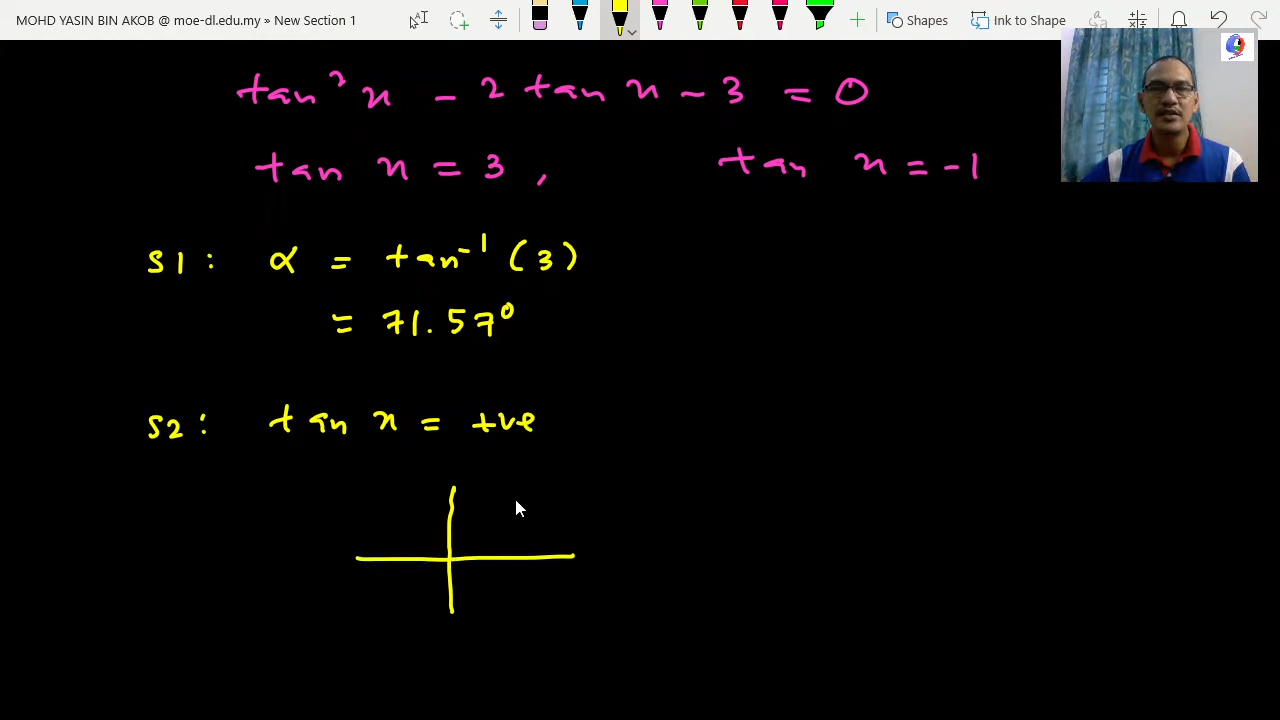 MOHD YASIN BIN AKOB @ moe-dl.edu.my » New Section 1
Shapes
Ink to Shape
tan²x - 2 tan x - 3 = 0
tan x = 3 , tan x = -1
S1 : α = tan⁻¹ (3)
= 71.57°
S2 : tan x = +ve